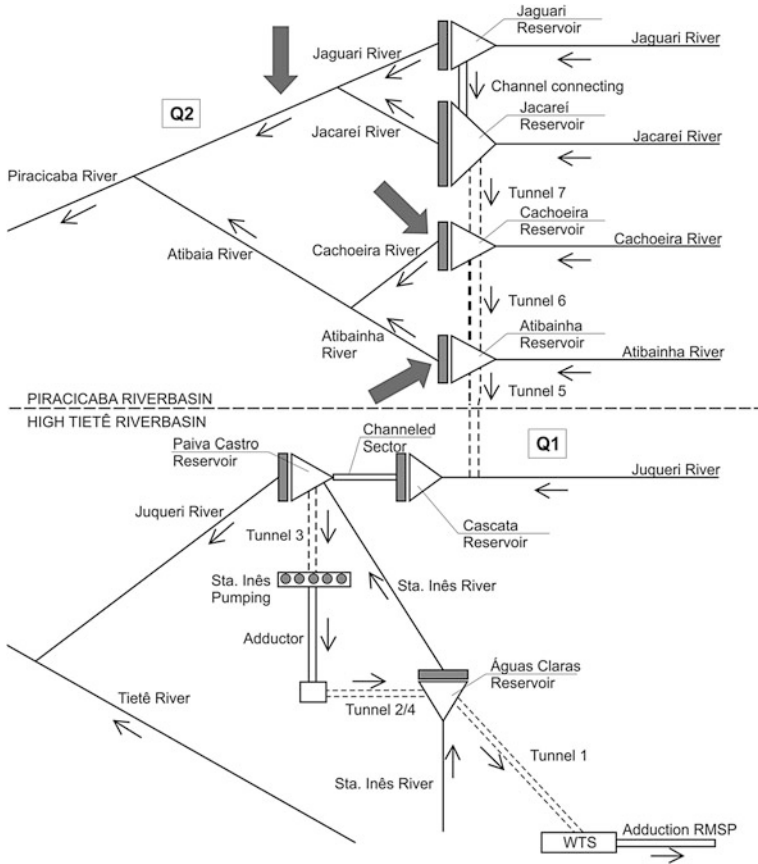 Jaguari
Reservoir
Jaguari River
Jaguari River
Channel connecting
Q2
Jacareí
Reservoir
Jacareí River
Jacareí River
Piracicaba River
Tunnel 7
Cachoeira
Reservoir
Cachoeira River
Cachoeira River
Atibaia River
Tunnel 6
Atibainha
Reservoir
Atibainha
River
Atibainha River
Tunnel 5
PIRACICABA RIVERBASIN
HIGH TIETÊ RIVERBASIN
Channeled
Sector
Paiva Castro
Reservoir
Q1
Juqueri River
Juqueri River
Cascata
Reservoir
Tunnel 3
Sta. Inês
Pumping
Sta. Inês River
Adductor
Águas Claras
Reservoir
Tietê River
Tunnel 2/4
Tunnel 1
Sta. Inês River
WTS
Adduction RMSP